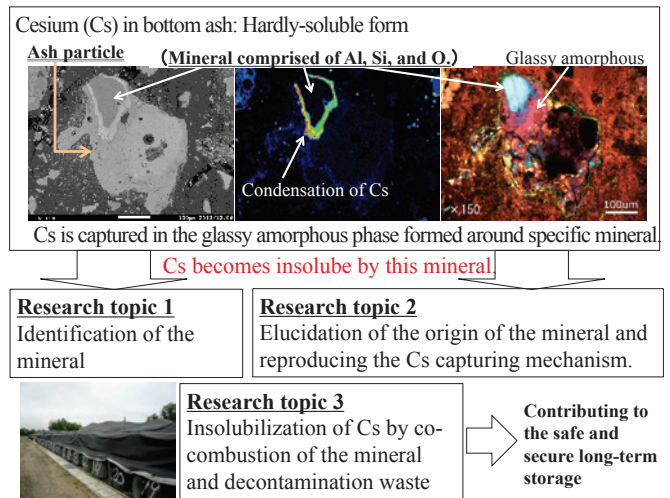 Cesium (Cs) in bottom ash: Hardly-soluble form
Ash particle
(Mineral comprised of Al, Si, and O.)
Glassy amorphous
Condensation of Cs
100µm
× 150
100µm
Cs is captured in the glassy amorphous phase formed around specific mineral.
Cs becomes insolube by this mineral.
Research topic 1
Identification of the
mineral
Research topic 2
Elucidation of the origin of the mineral and
reproducing the Cs capturing mechanism.
Research topic 3
Insolubilization of Cs by co-
combustion of the mineral
and decontamination waste
Contributing to
the safe and
secure long-term
storage